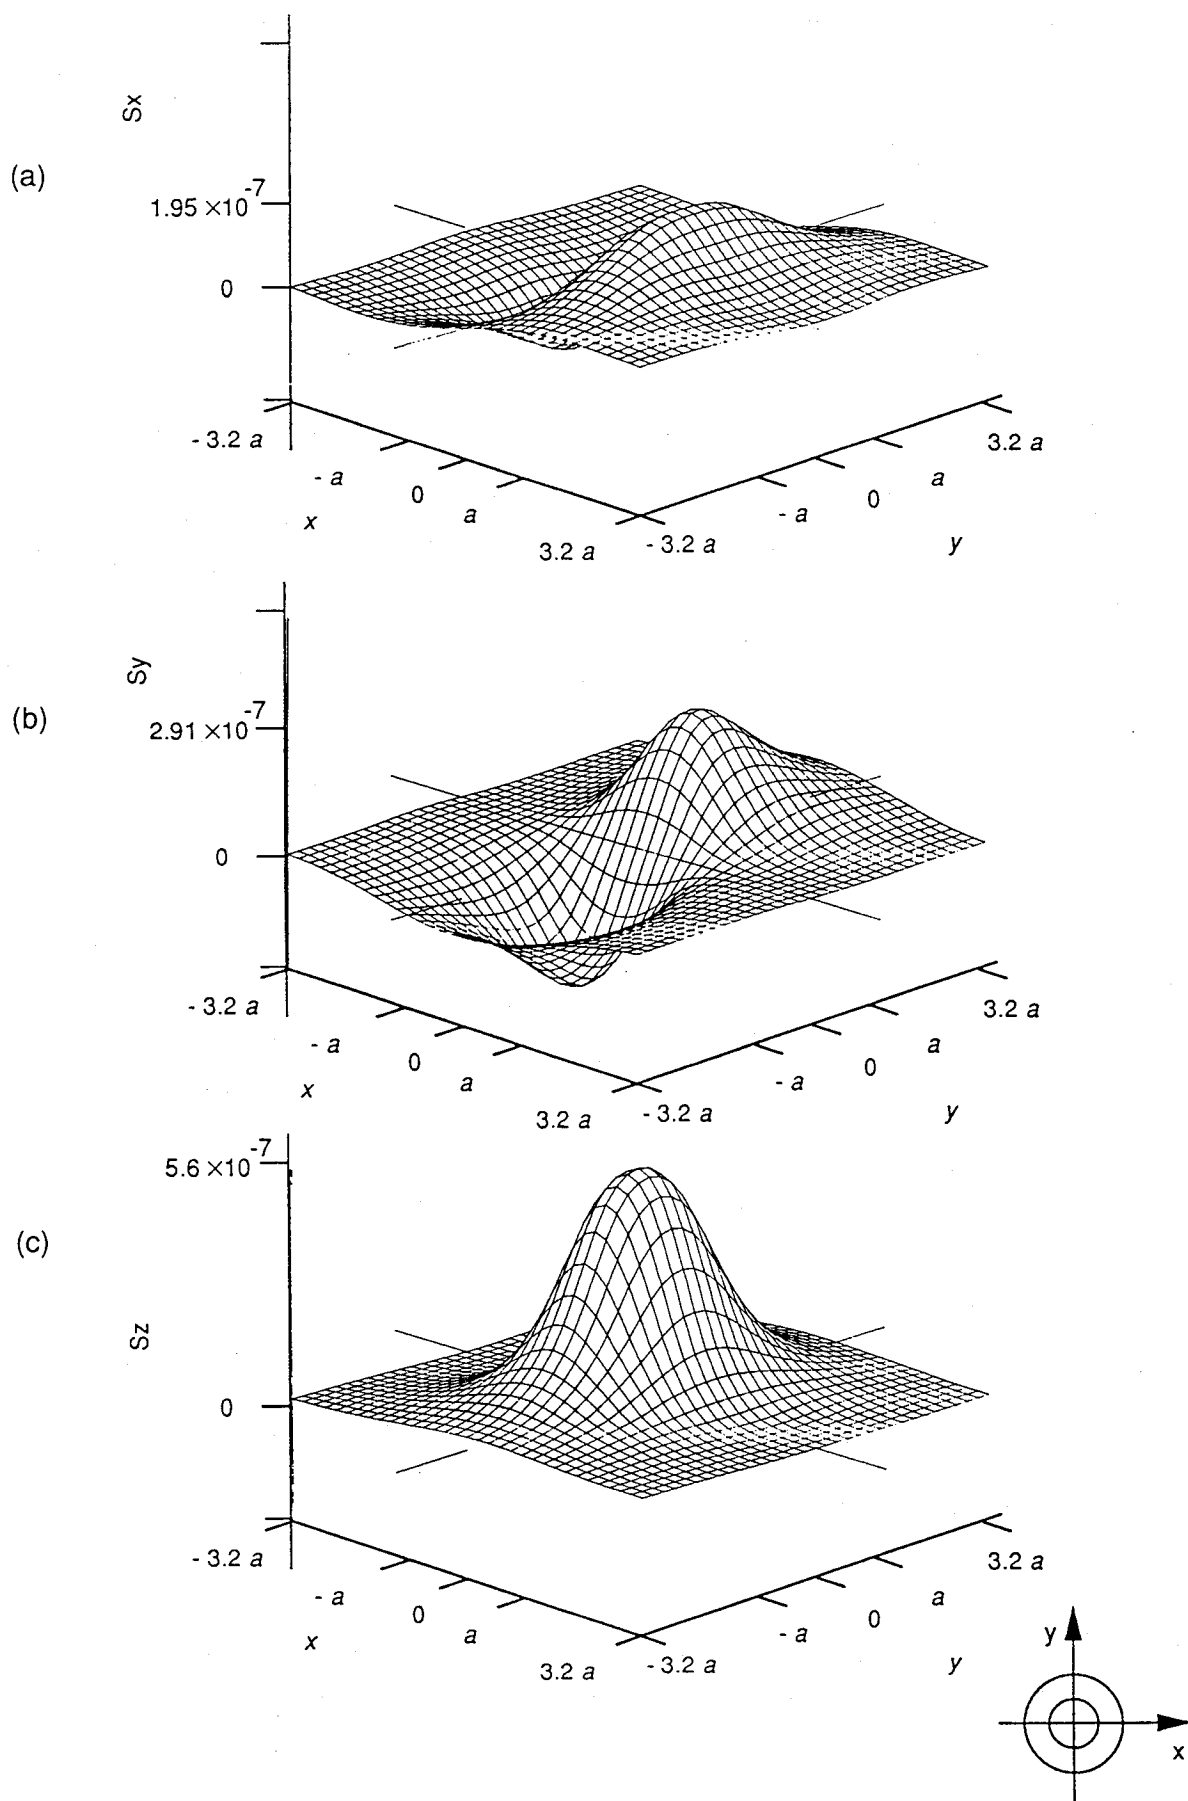 Sx
(a)
1.95 ×10-7
0
- 3.2 a
- a
0
a
3.2 a
x
- 3.2 a
- a
0
a
3.2 a
y
Sy
(b)
2.91 ×10-7
0
- 3.2 a
- a
0
a
3.2 a
x
- 3.2 a
- a
0
a
3.2 a
y
5.6 ×10-7
(c)
Sz
0
- 3.2 a
- a
0
a
3.2 a
x
- 3.2 a
- a
0
a
3.2 a
y
y
x